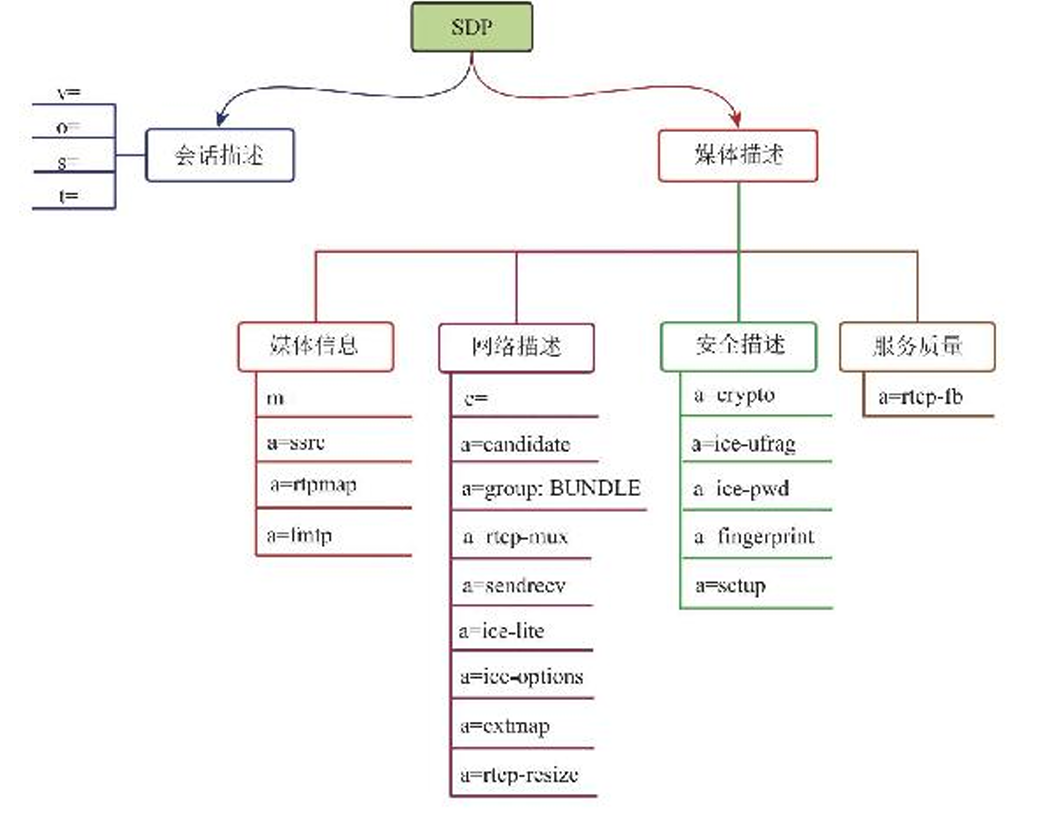 SDP
v=
o=
s=
t=
会话描述
媒体描述
媒体信息
m
a=ssrc
a=rtpmap
a=fmtp
网络描述
c=
a=candidate
a=group: BUNDLE
a=rtcp-mux
a=sendrecv
a=ice-lite
a=ice-options
a=extmap
a=rtcp-resize
安全描述
a=crypto
a=ice-ufrag
a=ice-pwd
a=fingerprint
a=setup
服务质量
a=rtcp-fb